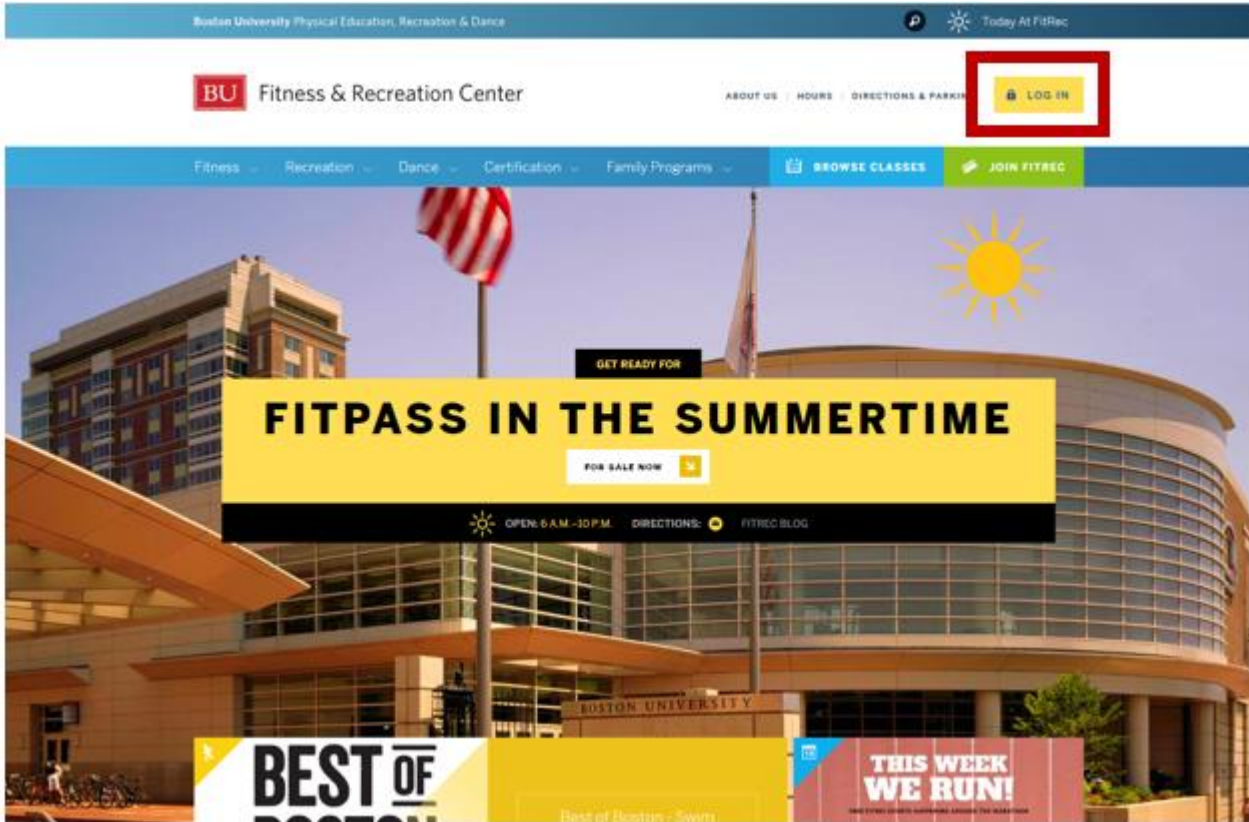 Boston University Physical Education, Recreation & Dance
Today At FitRec
BU Fitness & Recreation Center
ABOUT US HOURS DIRECTIONS & PARKIN
LOG IN
Fitness Recreation Dance Certification Family Programs BROWSE CLASSES JOIN FITREC
GET READY FOR
FITPASS IN THE SUMMERTIME
FOR SALE NOW
OPEN: 6 A.M.-10 P.M. DIRECTIONS: FITREC BLOG
BOSTON UNIVERSITY
BEST OF
BOSTON
Best of Boston - Swim
THIS WEEK
WE RUN!